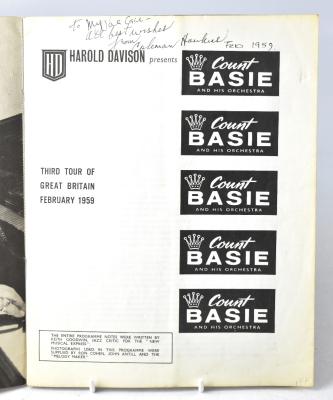 To
all best wishes
from Coleman Hawkins Feb 1959
HD HAROLD DAVISON presents
Count
BASIE
AND HIS ORCHESTRA
Count
BASIE
AND HIS ORCHESTRA
THIRD TOUR OF
GREAT BRITAIN
FEBRUARY 1959
Count
BASIE
AND HIS ORCHESTRA
Count
BASIE
AND HIS ORCHESTRA
Count
BASIE
AND HIS ORCHESTRA
THE ENTIRE PROGRAMME NOTES WERE WRITTEN BY
KEITH GOODWIN, JAZZ CRITIC FOR THE "NEW
MUSICAL EXPRESS".
PHOTOGRAPHS USED IN THIS PROGRAMME WERE
SUPPLIED BY RON COHEN, JOHN ANTILL AND THE
"MELODY MAKER".